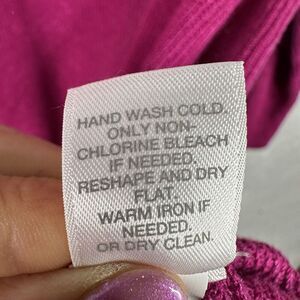 HAND WASH COLD.
ONLY NON-
CHLORINE BLEACH
IF NEEDED.
RESHAPE AND DRY
FLAT.
WARM IRON IF
NEEDED.
OR DRY CLEAN.